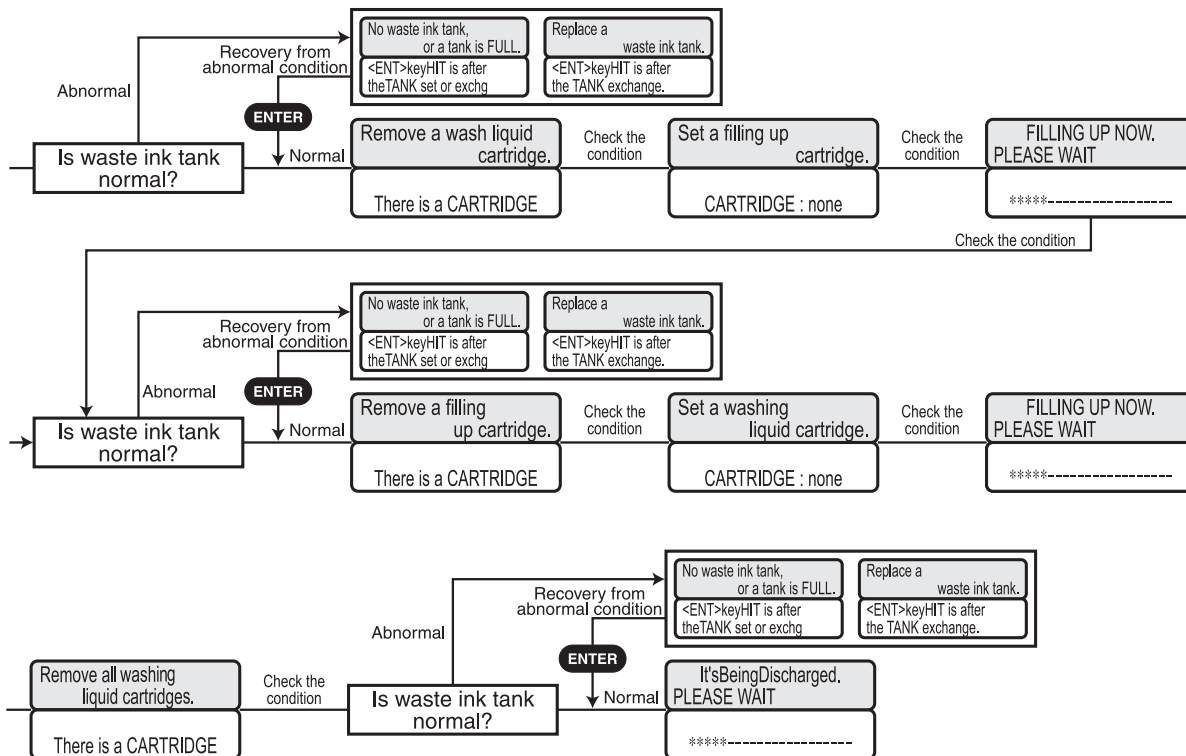 No waste ink tank,
or a tank is FULL.
<ENT>keyHIT is after
theTANK set or exchg
Replace a
waste ink tank.
<ENT>keyHIT is after
the TANK exchange.
Recovery from
abnormal condition
Abnormal
ENTER
Is waste ink tank
normal?
Normal
Remove a wash liquid
cartridge.
There is a CARTRIDGE
Check the
condition
Set a filling up
cartridge.
CARTRIDGE : none
Check the
condition
FILLING UP NOW.
PLEASE WAIT
*****------------------
Check the condition
No waste ink tank,
or a tank is FULL.
<ENT>keyHIT is after
theTANK set or exchg
Replace a
waste ink tank.
<ENT>keyHIT is after
the TANK exchange.
Recovery from
abnormal condition
Abnormal
ENTER
Is waste ink tank
normal?
Normal
Remove a filling
up cartridge.
There is a CARTRIDGE
Check the
condition
Set a washing
liquid cartridge.
CARTRIDGE : none
Check the
condition
FILLING UP NOW.
PLEASE WAIT
*****------------------
No waste ink tank,
or a tank is FULL.
<ENT>keyHIT is after
theTANK set or exchg
Replace a
waste ink tank.
<ENT>keyHIT is after
the TANK exchange.
Recovery from
abnormal condition
Abnormal
ENTER
Remove all washing
liquid cartridges.
There is a CARTRIDGE
Check the
condition
Is waste ink tank
normal?
Normal
It'sBeingDischarged.
PLEASE WAIT
*****------------------